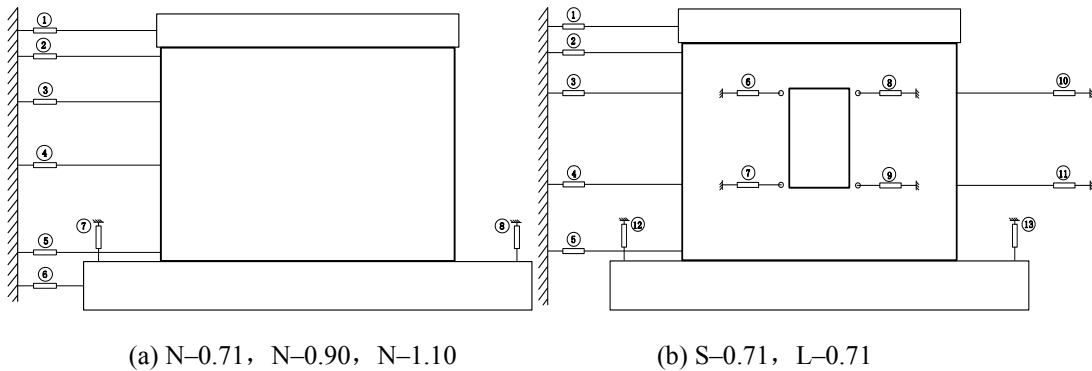 ① ①
② ②
③ ③ ⑥ ⑧ ⑩
④ ④ ⑦ ⑨ ⑪
⑦ ⑧ ⑫ ⑬
⑤ ⑤
⑥
(a) N–0.71，N–0.90，N–1.10 (b) S–0.71，L–0.71